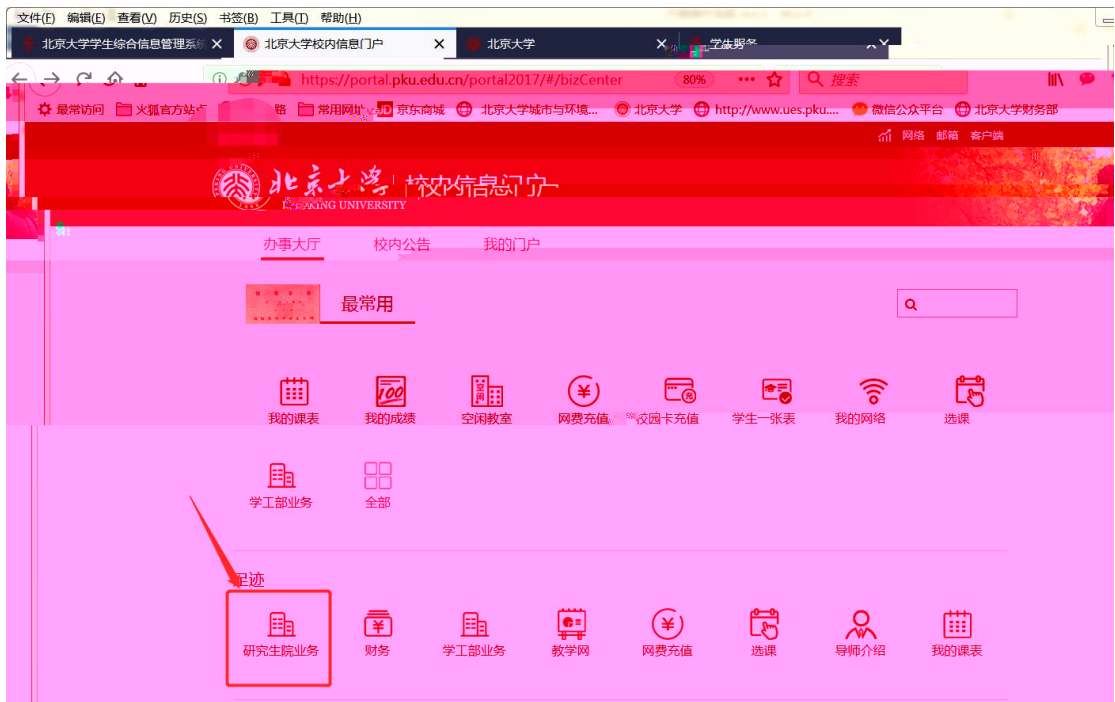 文件(F) 编辑(E) 查看(V) 历史(S) 书签(B) 工具(T) 帮助(H)
北京大学学生综合信息管理系统 北京大学校内信息门户 北京大学
https://portal.pku.edu.cn/portal2017/#/bizCenter 80% 搜索
最常访问 火狐官方站点 常用网址 JD 京东商城 北京大学城市与环境... 北京大学 http://www.ues.pku.... 微信公众平台 北京大学财务部
网络 邮箱 客户端
北京大学 校内信息门户
PEKING UNIVERSITY
办事大厅 校内公告 我的门户
最常用
我的课表 我的成绩 空闲教室 网费充值 校园卡充值 学生一张表 我的网络 选课
学工部业务 全部
足迹
研究生院业务 财务 学工部业务 教学网 网费充值 选课 导师介绍 我的课表